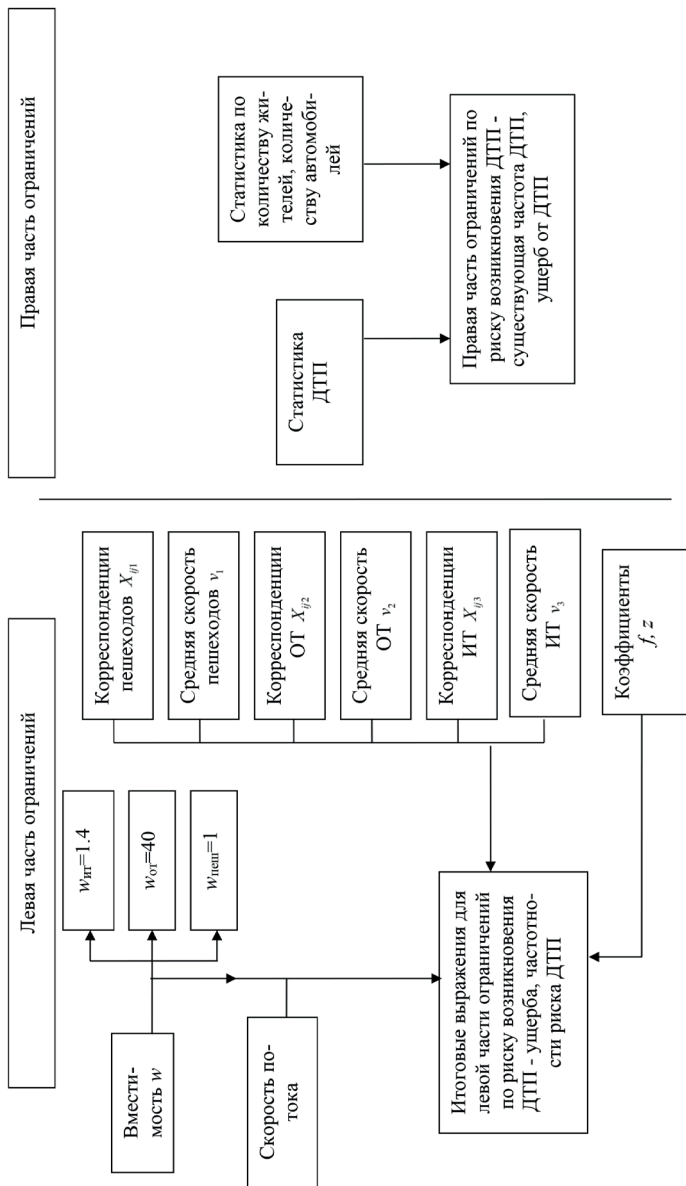 Левая часть ограничений
Правая часть ограничений
Вмести-
мость w
w_ит=1.4
w_от=40
w_пеш=1
Скорость по-
тока
Корреспонденции
пешеходов X_ij1
Средняя скорость
пешеходов v_1
Корреспонденции
ОТ X_ij2
Средняя скорость
ОТ v_2
Корреспонденции
ИТ X_ij3
Средняя скорость
ИТ v_3
Коэффициенты
f, z
Итоговые выражения для
левой части ограничений
по риску возникновения
ДТП - ущерба, частотно-
сти риска ДТП
Статистика
ДТП
Статистика по
количеству жи-
телей, количе-
ству автомоби-
лей
Правая часть ограничений по
риску возникновения ДТП -
существующая частота ДТП,
ущерб от ДТП